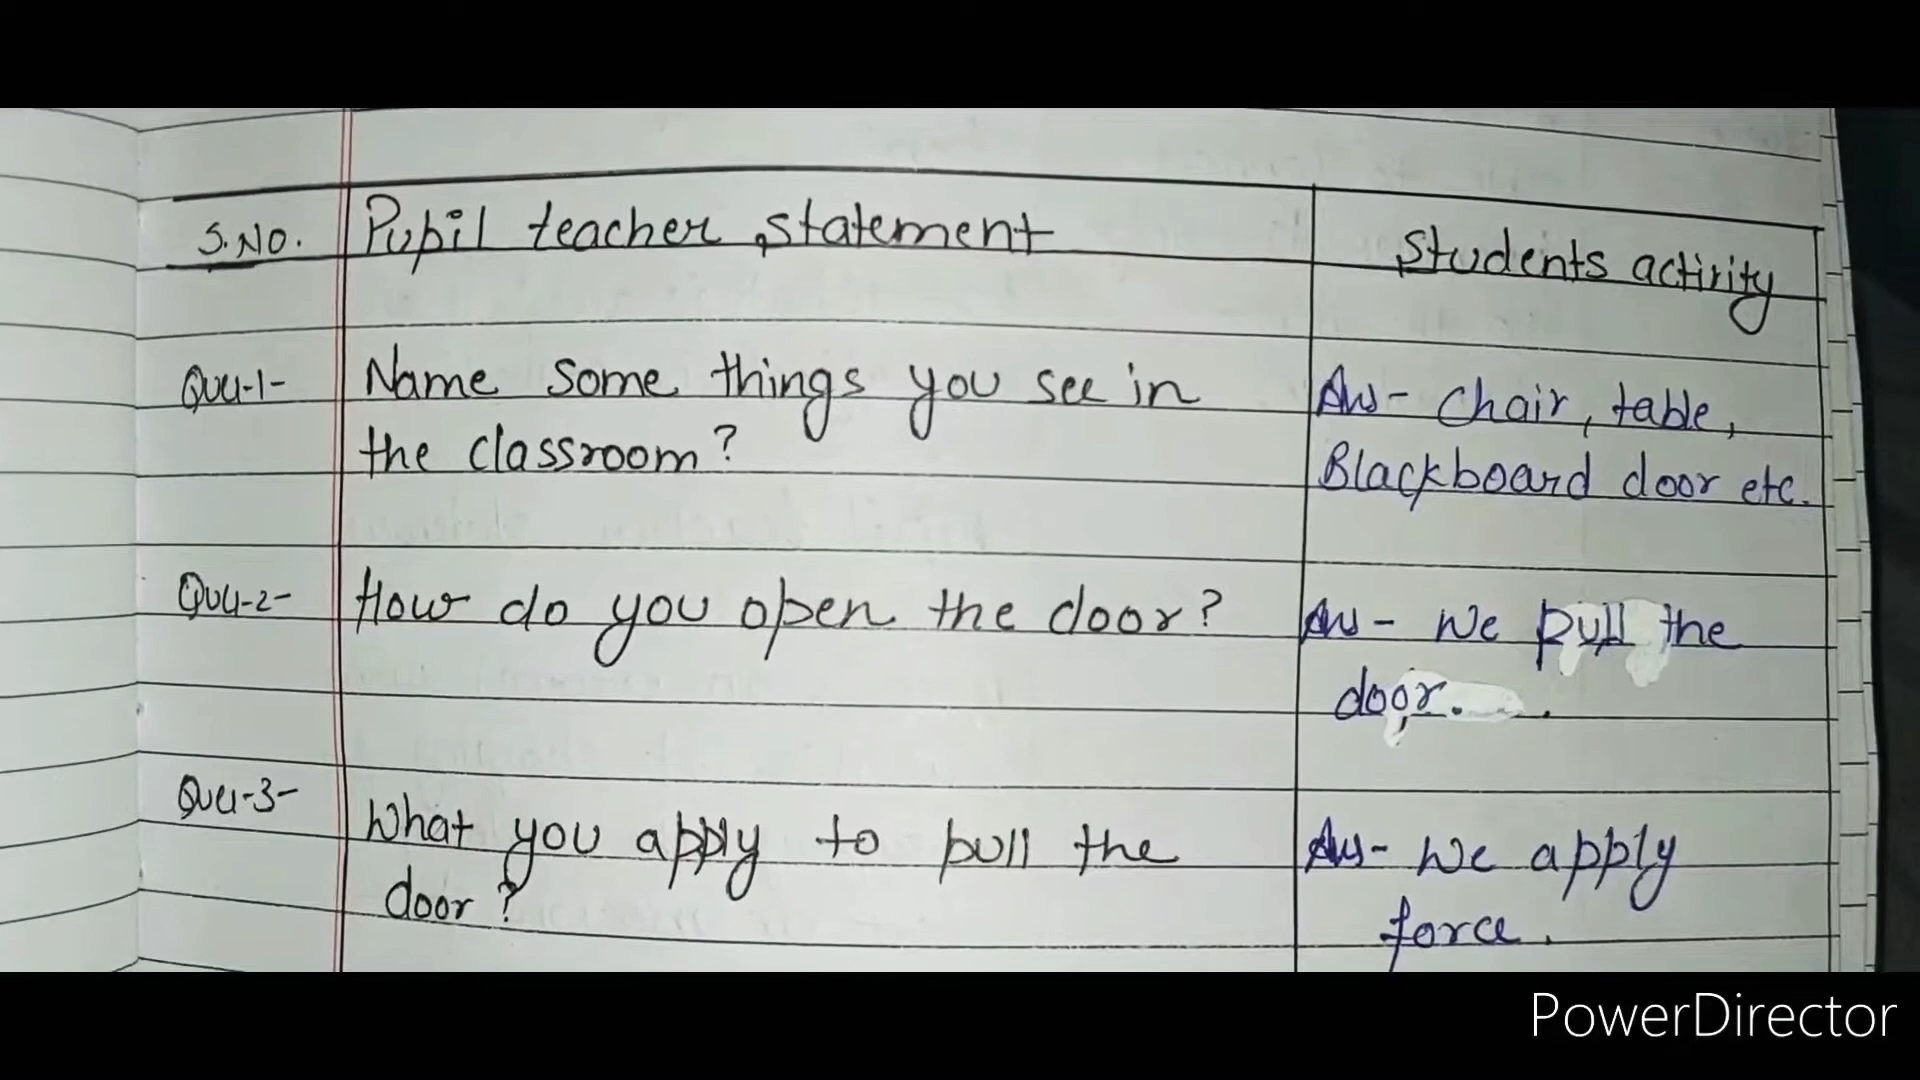 S.No. Pupil teacher statement Students activity
Que-1- Name some things you see in Ans- Chair, table,
the classroom? Blackboard door etc.
Que-2- How do you open the door? Ans - We pull the
door.
Que-3- What you apply to pull the Ans- We apply
door? force.
PowerDirector